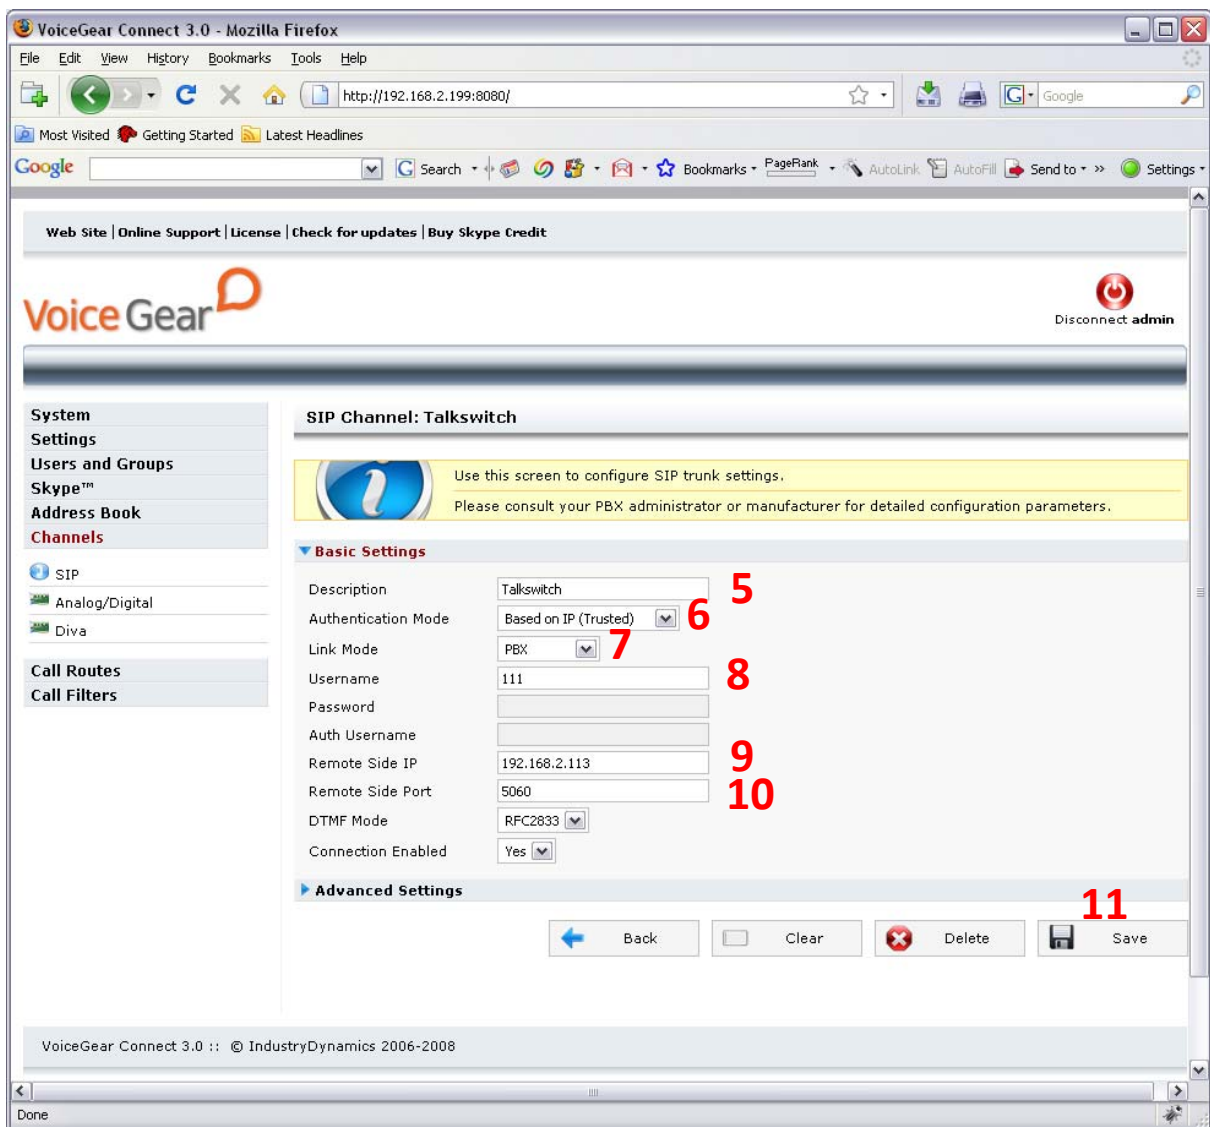 VoiceGear Connect 3.0 - Mozilla Firefox
File Edit View History Bookmarks Tools Help
http://192.168.2.199:8080/ G Google
Most Visited Getting Started Latest Headlines
Google G Search Bookmarks PageRank AutoLink AutoFill Send to » Settings
Web Site | Online Support | License | Check for updates | Buy Skype Credit
Voice Gear
Disconnect admin
System
Settings
Users and Groups
Skype™
Address Book
Channels
SIP
Analog/Digital
Diva
Call Routes
Call Filters
SIP Channel: Talkswitch
Use this screen to configure SIP trunk settings.
Please consult your PBX administrator or manufacturer for detailed configuration parameters.
Basic Settings
Description Talkswitch 5
Authentication Mode Based on IP (Trusted) 6
Link Mode PBX 7
Username 111 8
Password
Auth Username
Remote Side IP 192.168.2.113 9
Remote Side Port 5060 10
DTMF Mode RFC2833
Connection Enabled Yes
Advanced Settings
11
Back Clear Delete Save
VoiceGear Connect 3.0 :: © IndustryDynamics 2006-2008
Done